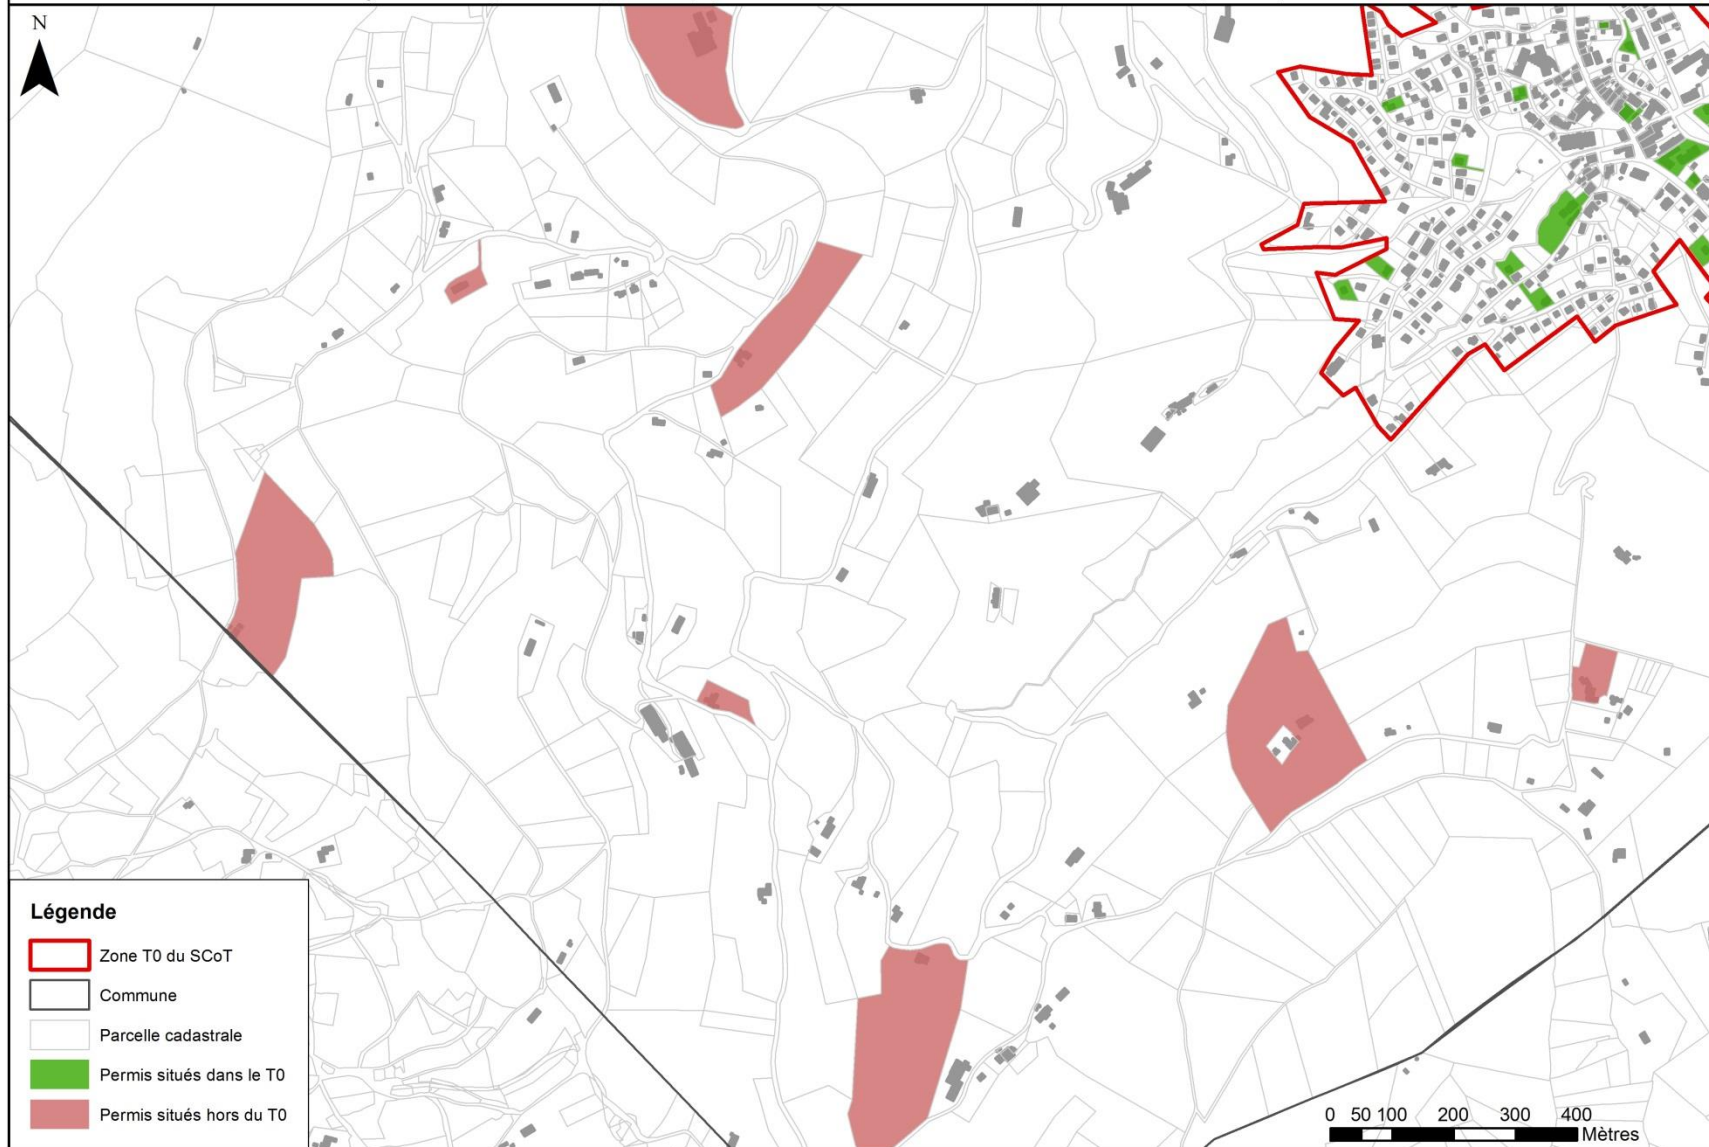 N
Légende
Zone T0 du SCoT
Commune
Parcelle cadastrale
Permis situés dans le T0
Permis situés hors du T0
0 50 100 200 300 400
Mètres